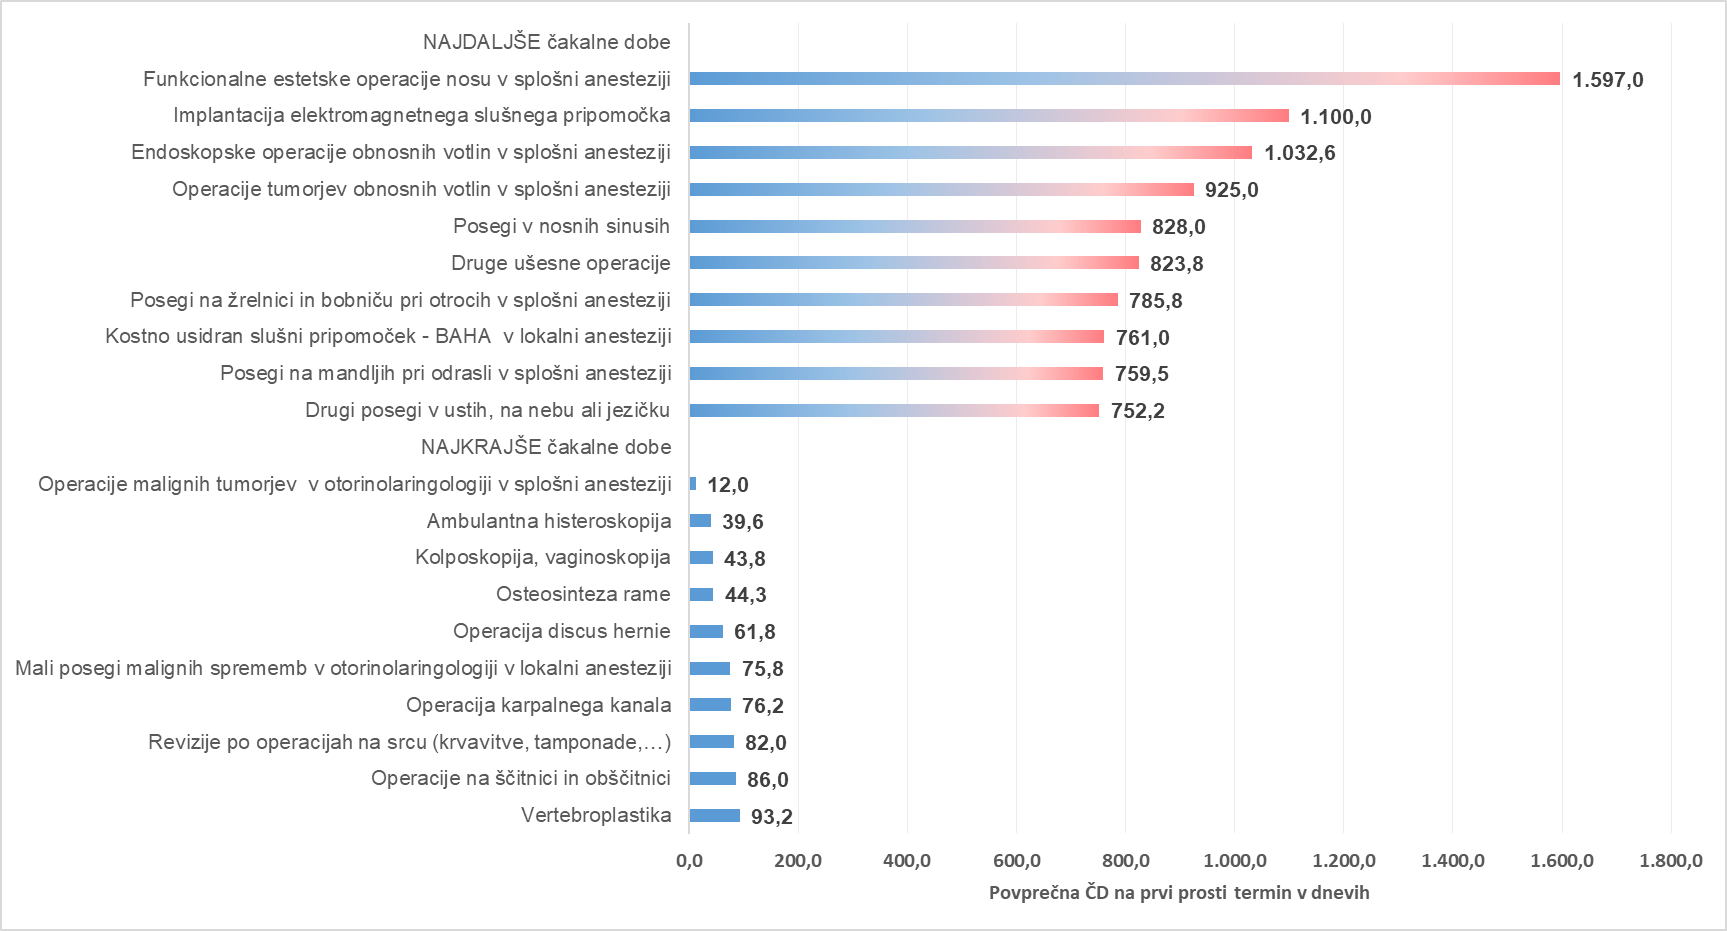 NAJDALJŠE čakalne dobe
Funkcionalne estetske operacije nosu v splošni anesteziji 1.597,0
Implantacija elektromagnetnega slušnega pripomočka 1.100,0
Endoskopske operacije obnosnih votlin v splošni anesteziji 1.032,6
Operacije tumorjev obnosnih votlin v splošni anesteziji 925,0
Posegi v nosnih sinusih 828,0
Druge ušesne operacije 823,8
Posegi na žrelnici in bobniču pri otrocih v splošni anesteziji 785,8
Kostno usidran slušni pripomoček - BAHA  v lokalni anesteziji 761,0
Posegi na mandljih pri odrasli v splošni anesteziji 759,5
Drugi posegi v ustih, na nebu ali jezičku 752,2
NAJKRAJŠE čakalne dobe
Operacije malignih tumorjev  v otorinolaringologiji v splošni anesteziji 12,0
Ambulantna histeroskopija 39,6
Kolposkopija, vaginoskopija 43,8
Osteosinteza rame 44,3
Operacija discus hernie 61,8
Mali posegi malignih sprememb v otorinolaringologiji v lokalni anesteziji 75,8
Operacija karpalnega kanala 76,2
Revizije po operacijah na srcu (krvavitve, tamponade,…) 82,0
Operacije na ščitnici in obščitnici 86,0
Vertebroplastika 93,2
0,0 200,0 400,0 600,0 800,0 1.000,0 1.200,0 1.400,0 1.600,0 1.800,0
Povprečna ČD na prvi prosti termin v dnevih